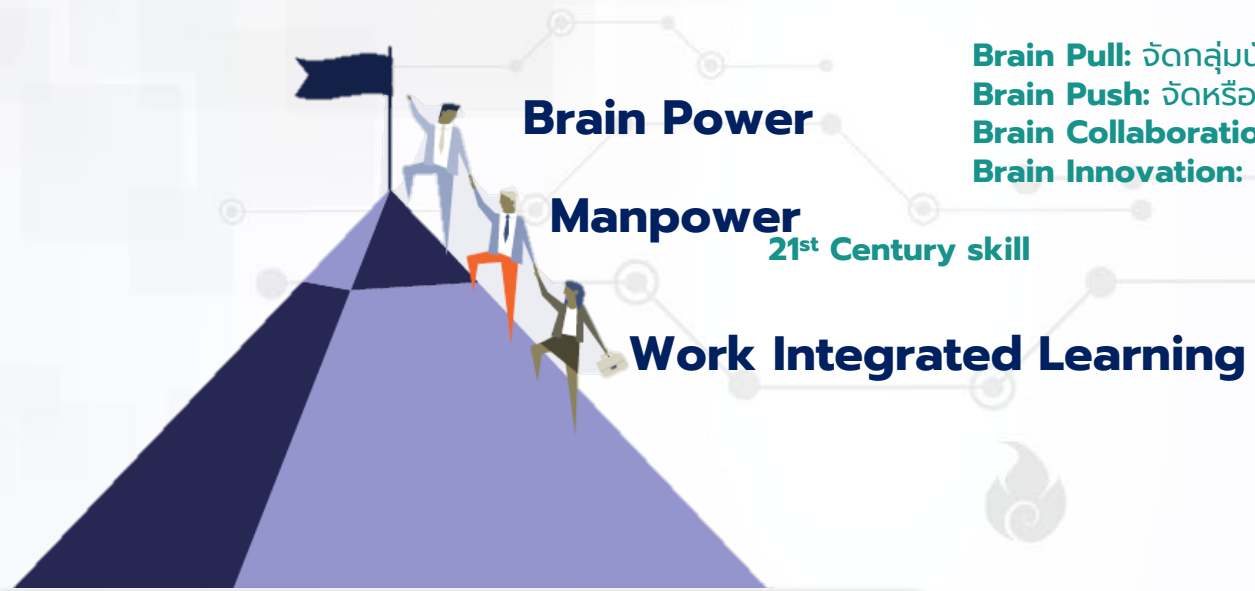 Brain Pull: จัดกลุ่ม
Brain Push: จัดหรือ
Brain Power
Brain Collaboratio
Brain Innovation:
Manpower
21st Century skill
Work Integrated Learning